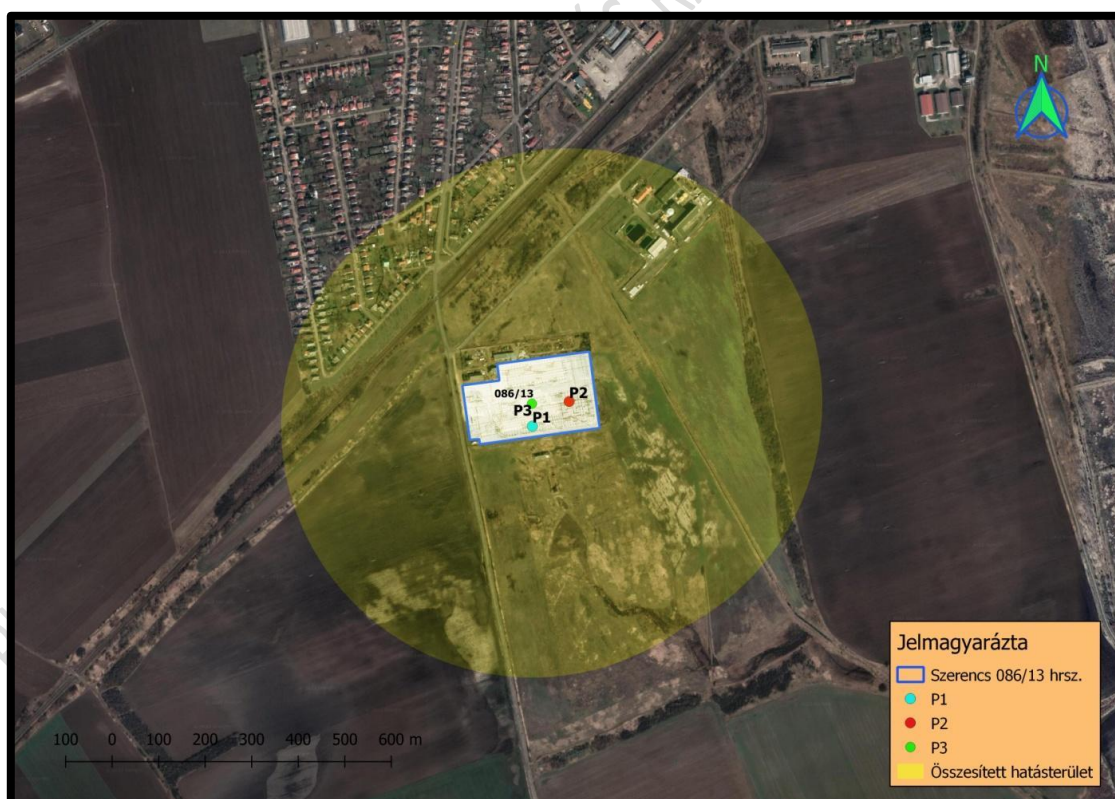 N
086/13
P2
P3
P1
Jelmagyarázta
Szerencs 086/13 hrsz.
P1
P2
P3
Összesített hatásterület
100 0 100 200 300 400 500 600 m